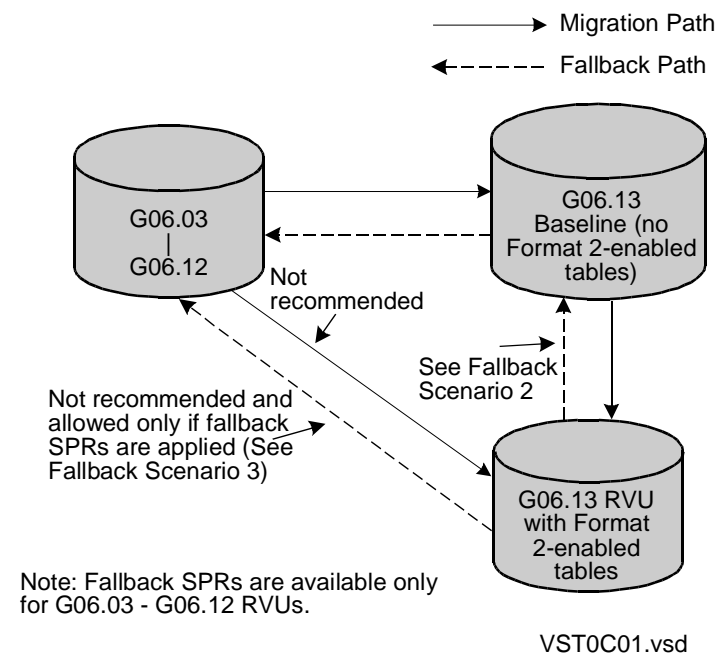 Migration Path
Fallback Path
G06.03
|
G06.12
G06.13
Baseline (no
Format 2-enabled
tables)
Not
recommended
See Fallback
Scenario 2
Not recommended and
allowed only if fallback
SPRs are applied (See
Fallback Scenario 3)
G06.13 RVU
with Format
2-enabled
tables
Note: Fallback SPRs are available only
for G06.03 - G06.12 RVUs.
VST0C01.vsd